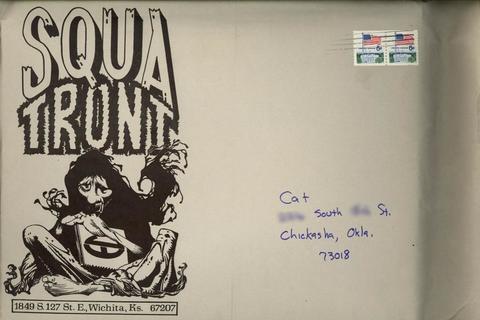 SQUA
TRONT
Cat
South St.
Chickasha, Okla.
73018
1849 S. 127 St. E., Wichita, Ks. 67207